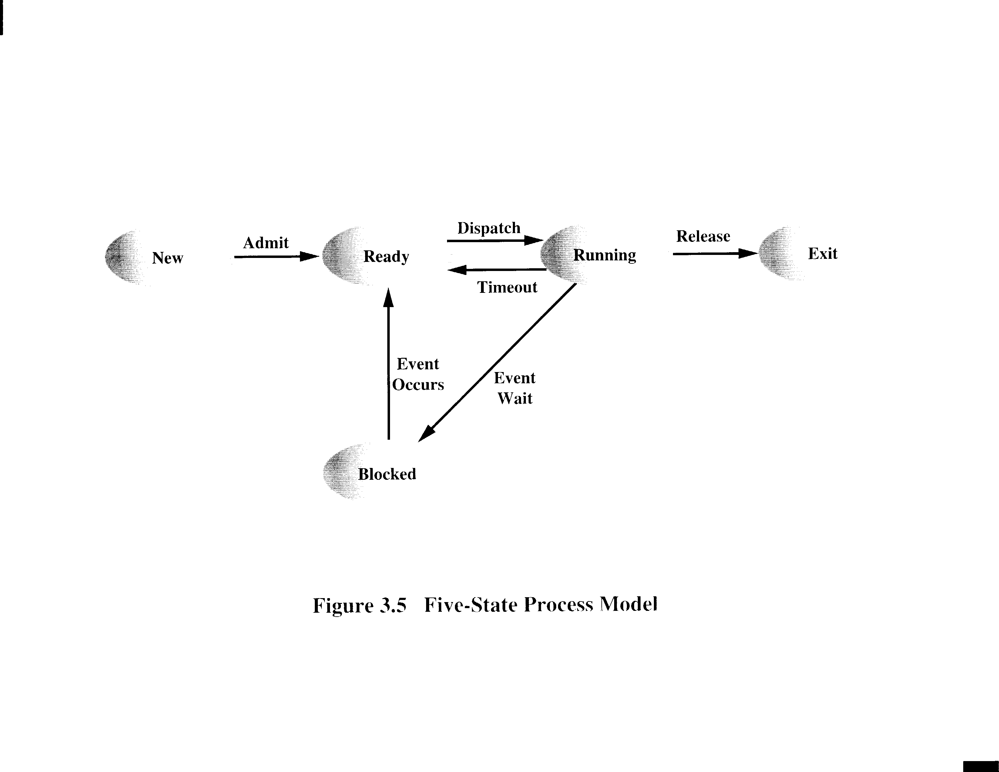 Dispatch
Release
Admit
New
Ready
Running
Exit
Timeout
Event
Occurs
Event
Wait
Blocked
Figure 3.5 Five-State Process Model